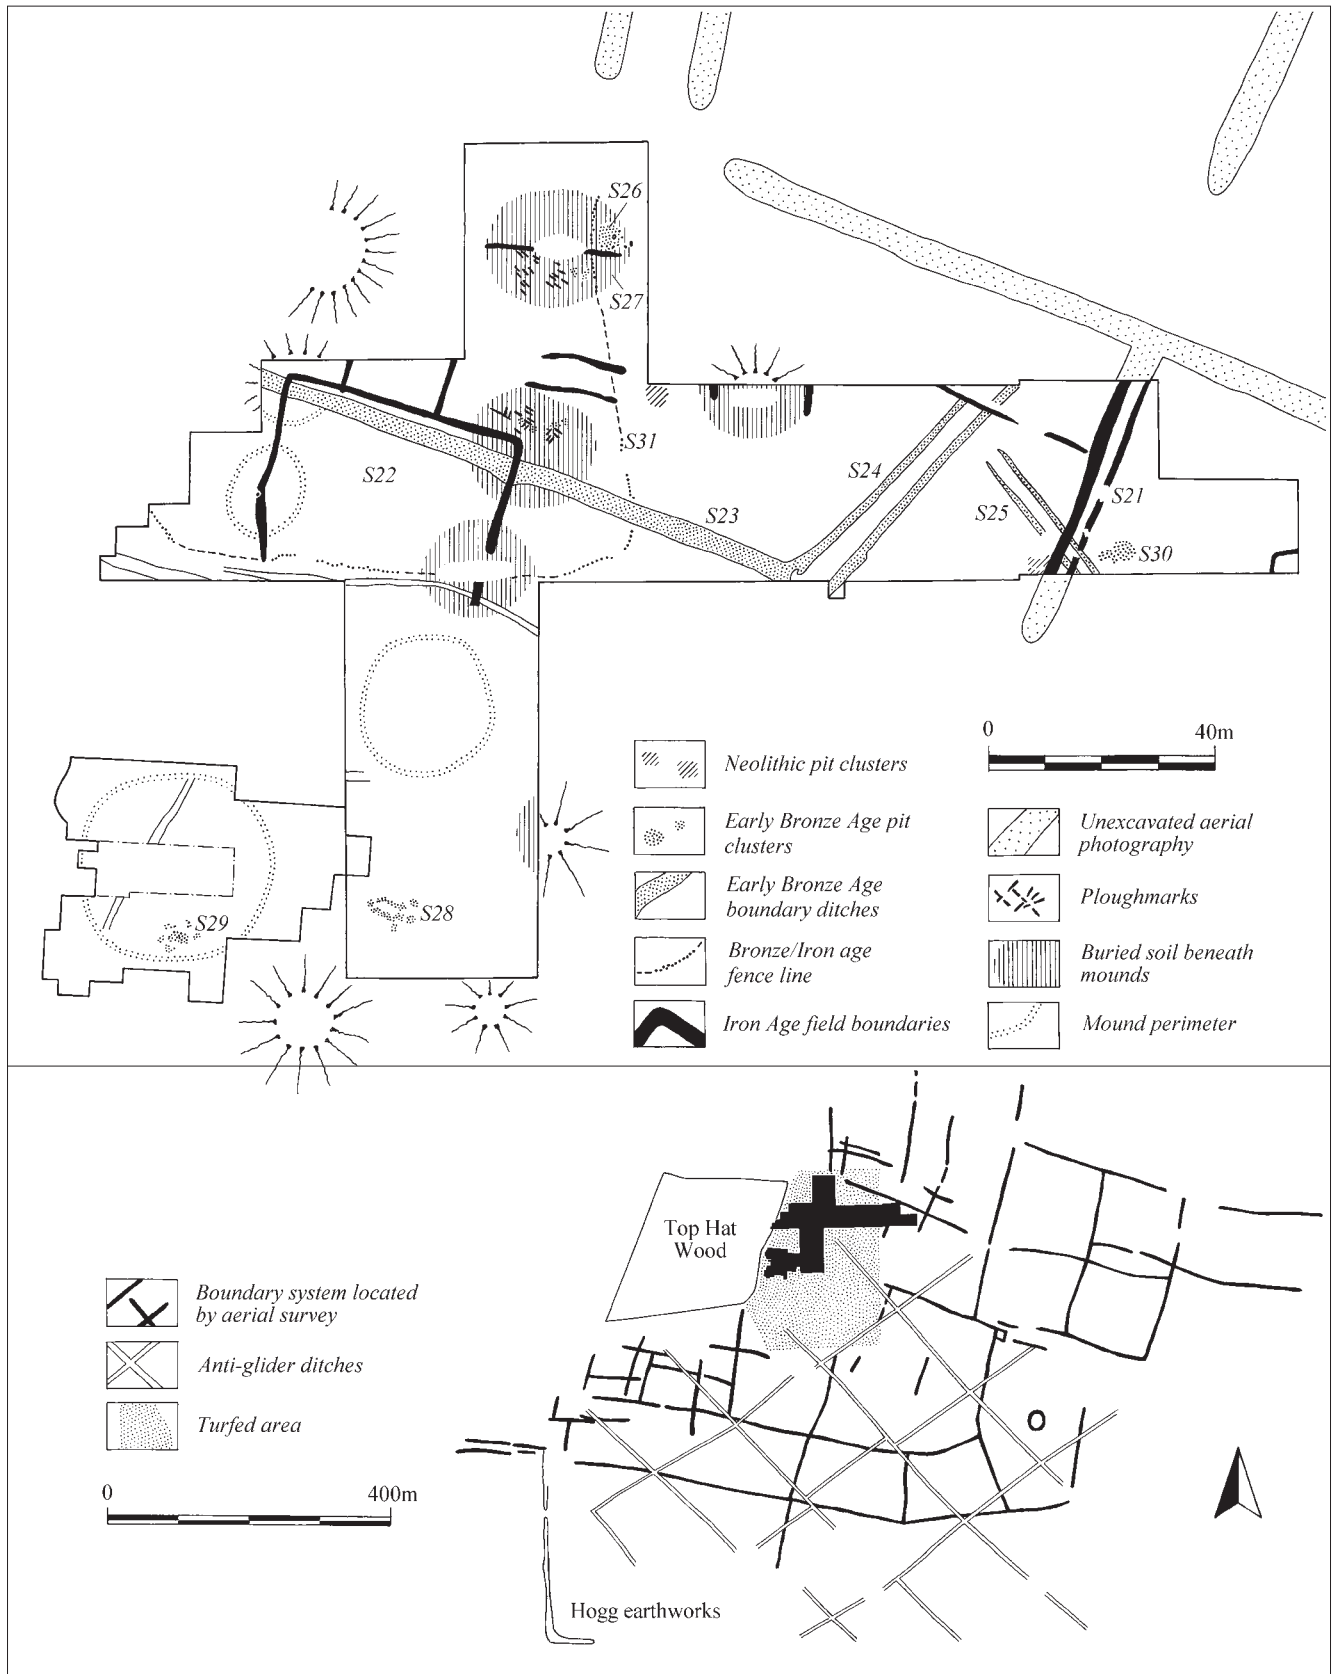 S26
S27
S31
S22
S24
S23
S25
S21
S30
0 40m
Neolithic pit clusters
Early Bronze Age pit
clusters
Unexcavated aerial
photography
Early Bronze Age
boundary ditches
Ploughmarks
Bronze/Iron age
fence line
Buried soil beneath
mounds
Iron Age field boundaries
Mound perimeter
S29
S28
Top Hat
Wood
Boundary system located
by aerial survey
Anti-glider ditches
Turfed area
0 400m
Hogg earthworks